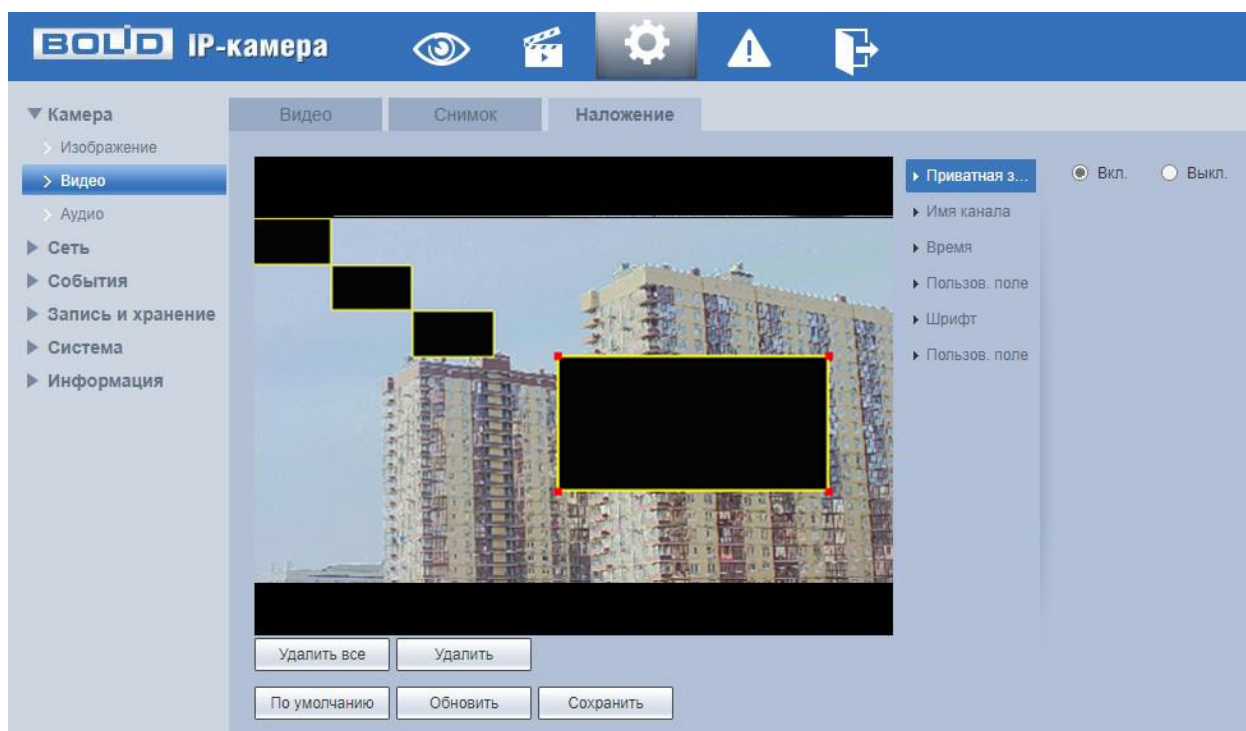 BOLID IP-камера
Камера
Изображение
Видео
Аудио
Сеть
События
Запись и хранение
Система
Информация
Видео Снимок Наложение
Приватная з... Вкл. Выкл.
Имя канала
Время
Пользов. поле
Шрифт
Пользов. поле
Удалить все Удалить
По умолчанию Обновить Сохранить